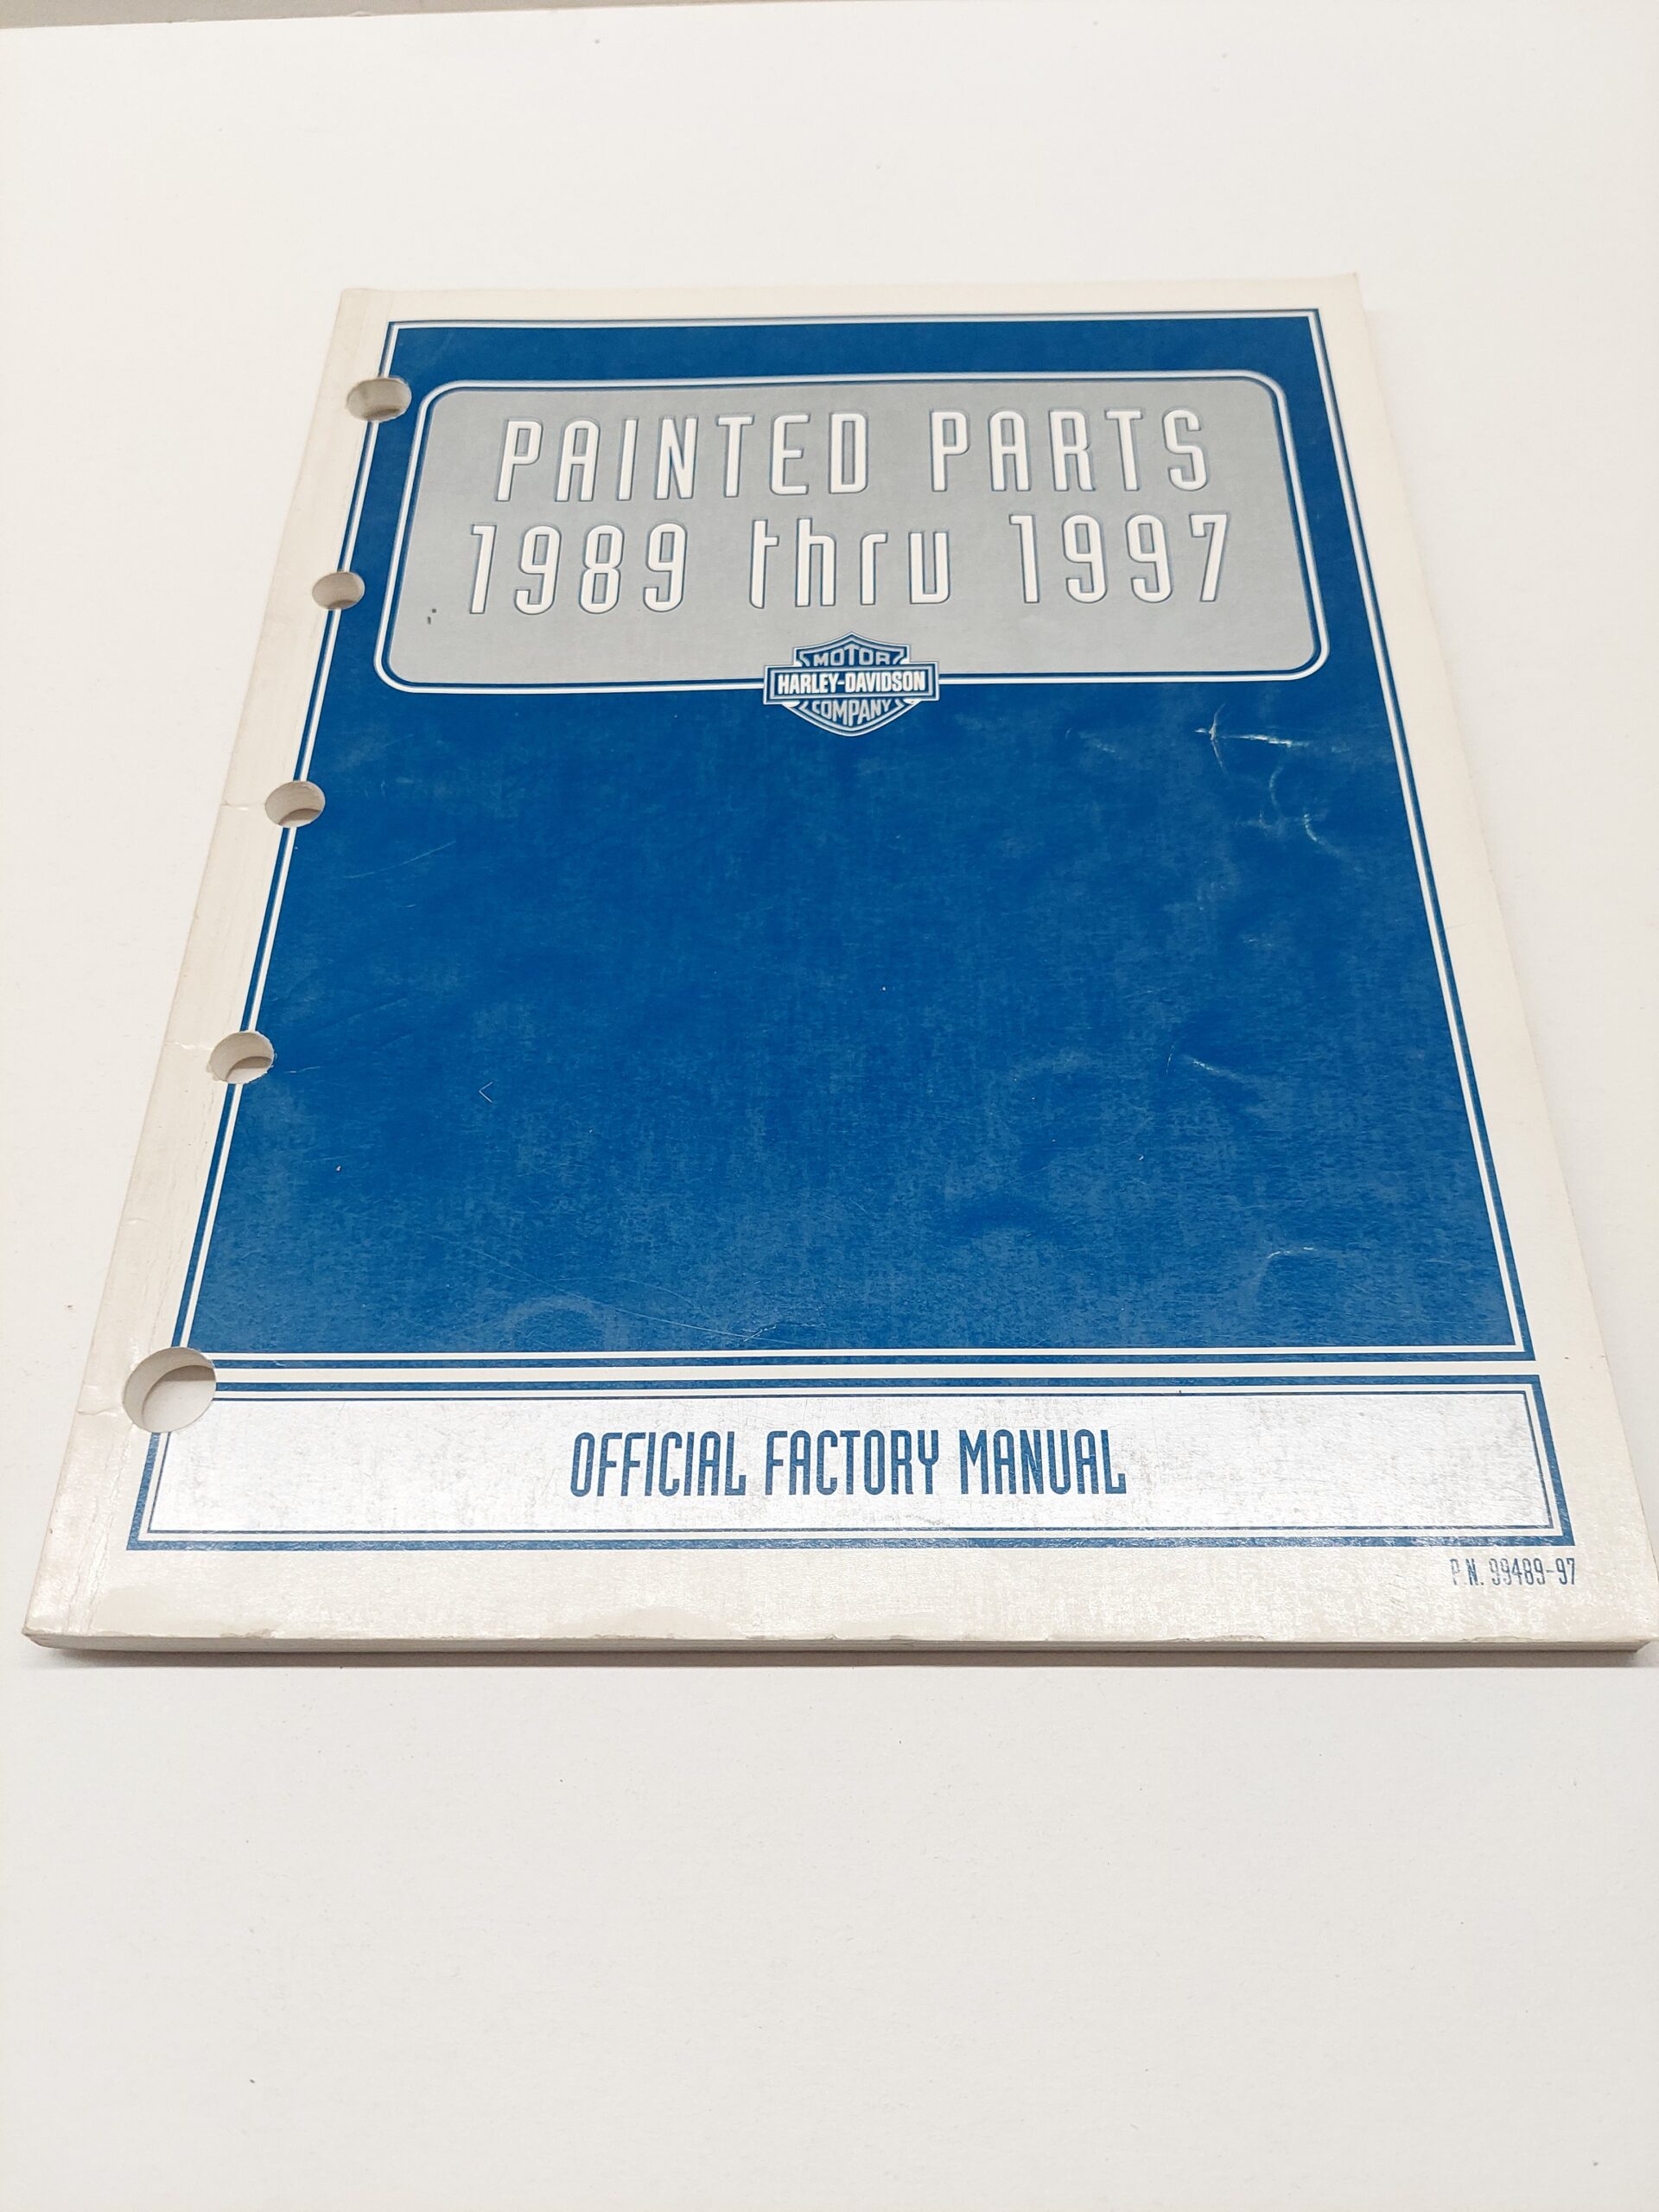 PAINTED PARTS
1989 thru 1997
MOTOR
HARLEY-DAVIDSON
COMPANY
OFFICIAL FACTORY MANUAL
P.N. 99489-97